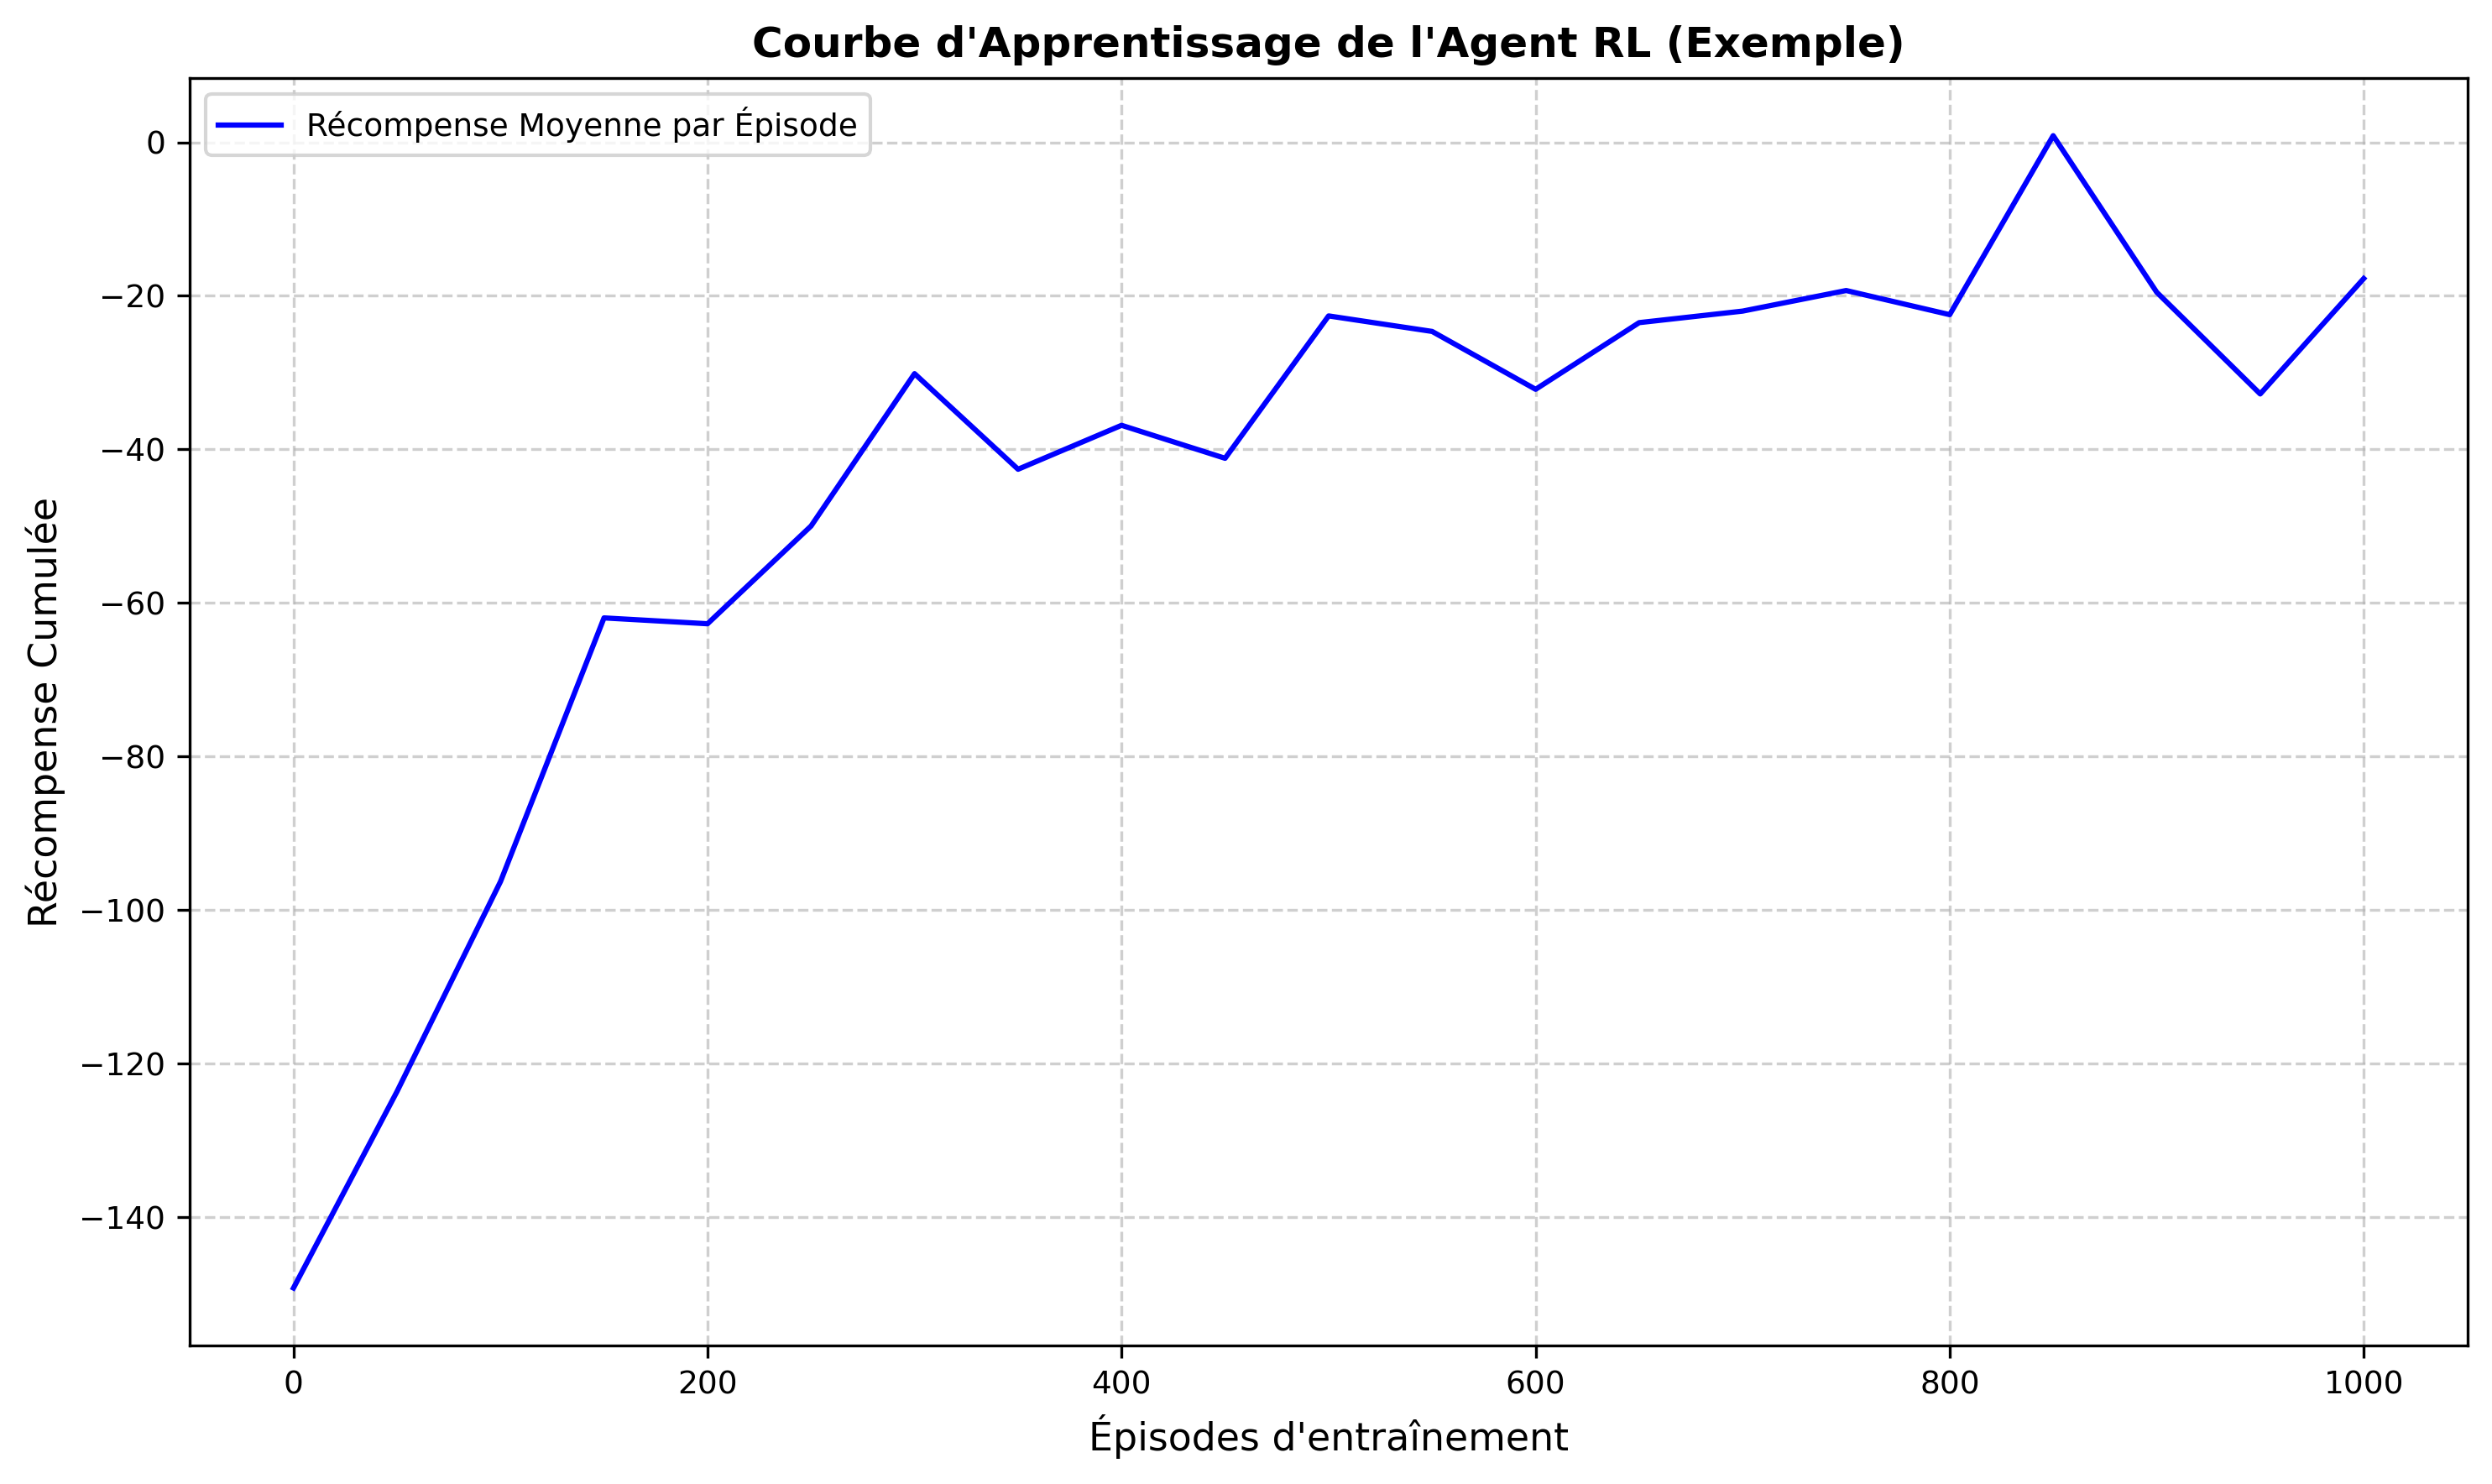 Courbe d'Apprentissage de l'Agent RL (Exemple)
Récompense Moyenne par Épisode
Récompense Cumulée
0
−20
−40
−60
−80
−100
−120
−140
0 200 400 600 800 1000
Épisodes d'entraînement